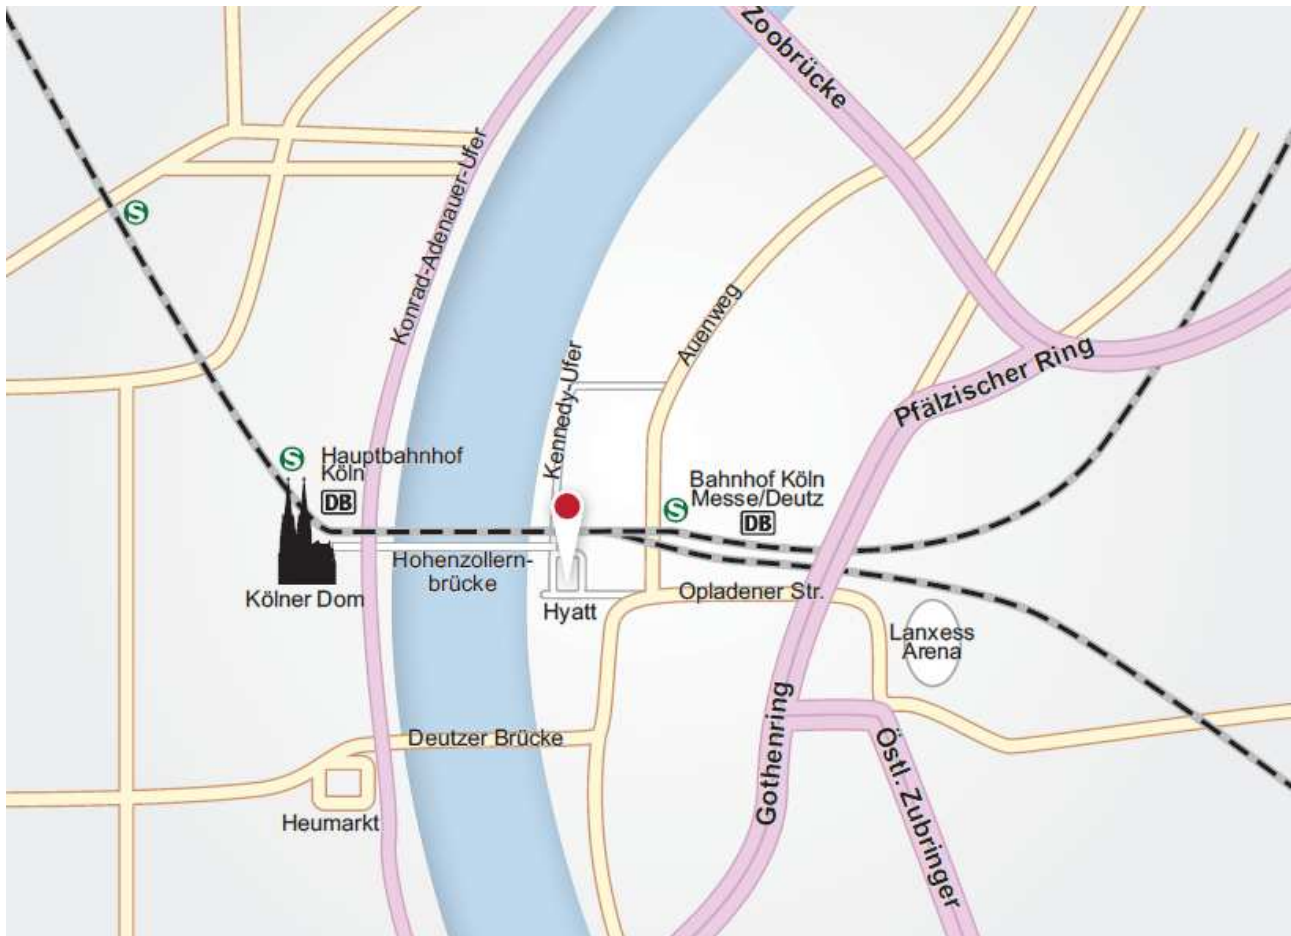 Zoobrücke
Konrad-Adenauer-Ufer
S
Auenweg
Kennedy-Ufer
Pfälzischer Ring
S
Hauptbahnhof
Köln
DB
Bahnhof Köln
Messe/Deutz
S
DB
Hohenzollern-
brücke
Kölner Dom
Hyatt
Opladener Str.
Lanxess
Arena
Deutzer Brücke
Gothenring
Östl. Zubringer
Heumarkt